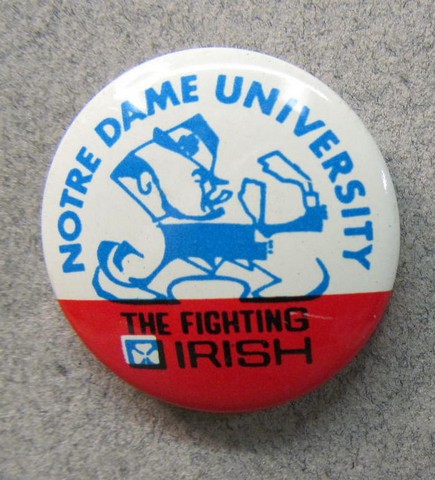 NOTRE DAME UNIVERSITY
THE FIGHTING
IRISH